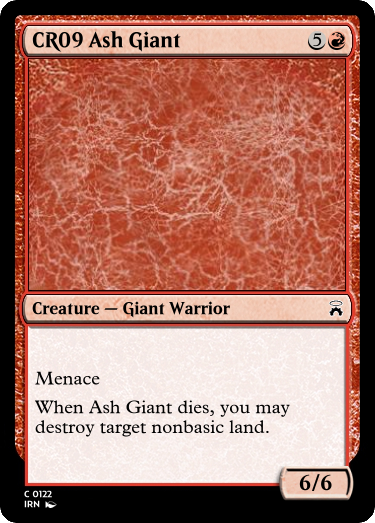 CR09 Ash Giant 5
Creature — Giant Warrior
Menace
When Ash Giant dies, you may
destroy target nonbasic land.
6/6
C 0122
IRN